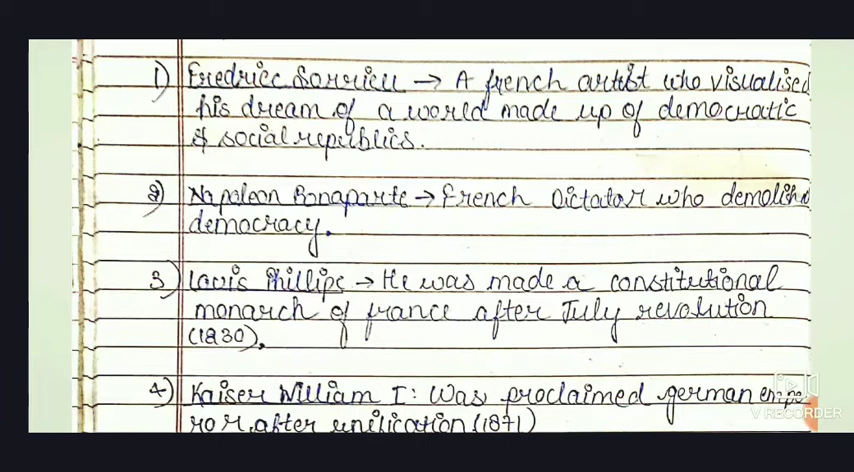 1) Fredric Sorrieu → A french artist who visualised
his dream of a world made up of democratic
& social republics.
2) Napoleon Bonaparte → French Dictator who demolish
democracy.
3) Louis Phillipe → He was made a constitutional
monarch of france after July revolution
(1830).
4) Kaiser William I : Was proclaimed german empe
ror, after unification (1871)
V RECORDER